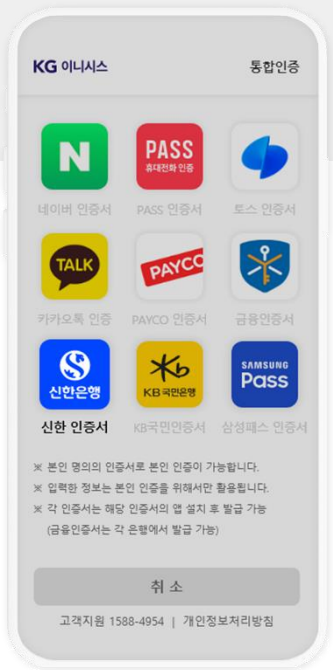 KG 이니시스
통합인증
N
PASS
휴대전화 인증
네이버 인증서
PASS 인증서
토스 인증서
TALK
PAYCO
카카오톡 인증
PAYCO 인증서
금융인증서
S
신한은행
Kb
KB국민은행
SAMSUNG
Pass
신한 인증서
KB국민인증서
삼성패스 인증서
※ 본인 명의의 인증서로 본인 인증이 가능합니다.
※ 입력한 정보는 본인 인증을 위해서만 활용됩니다.
※ 각 인증서는 해당 인증서의 앱 설치 후 발급 가능
(금융인증서는 각 은행에서 발급 가능)
취 소
고객지원 1588-4954 | 개인정보처리방침